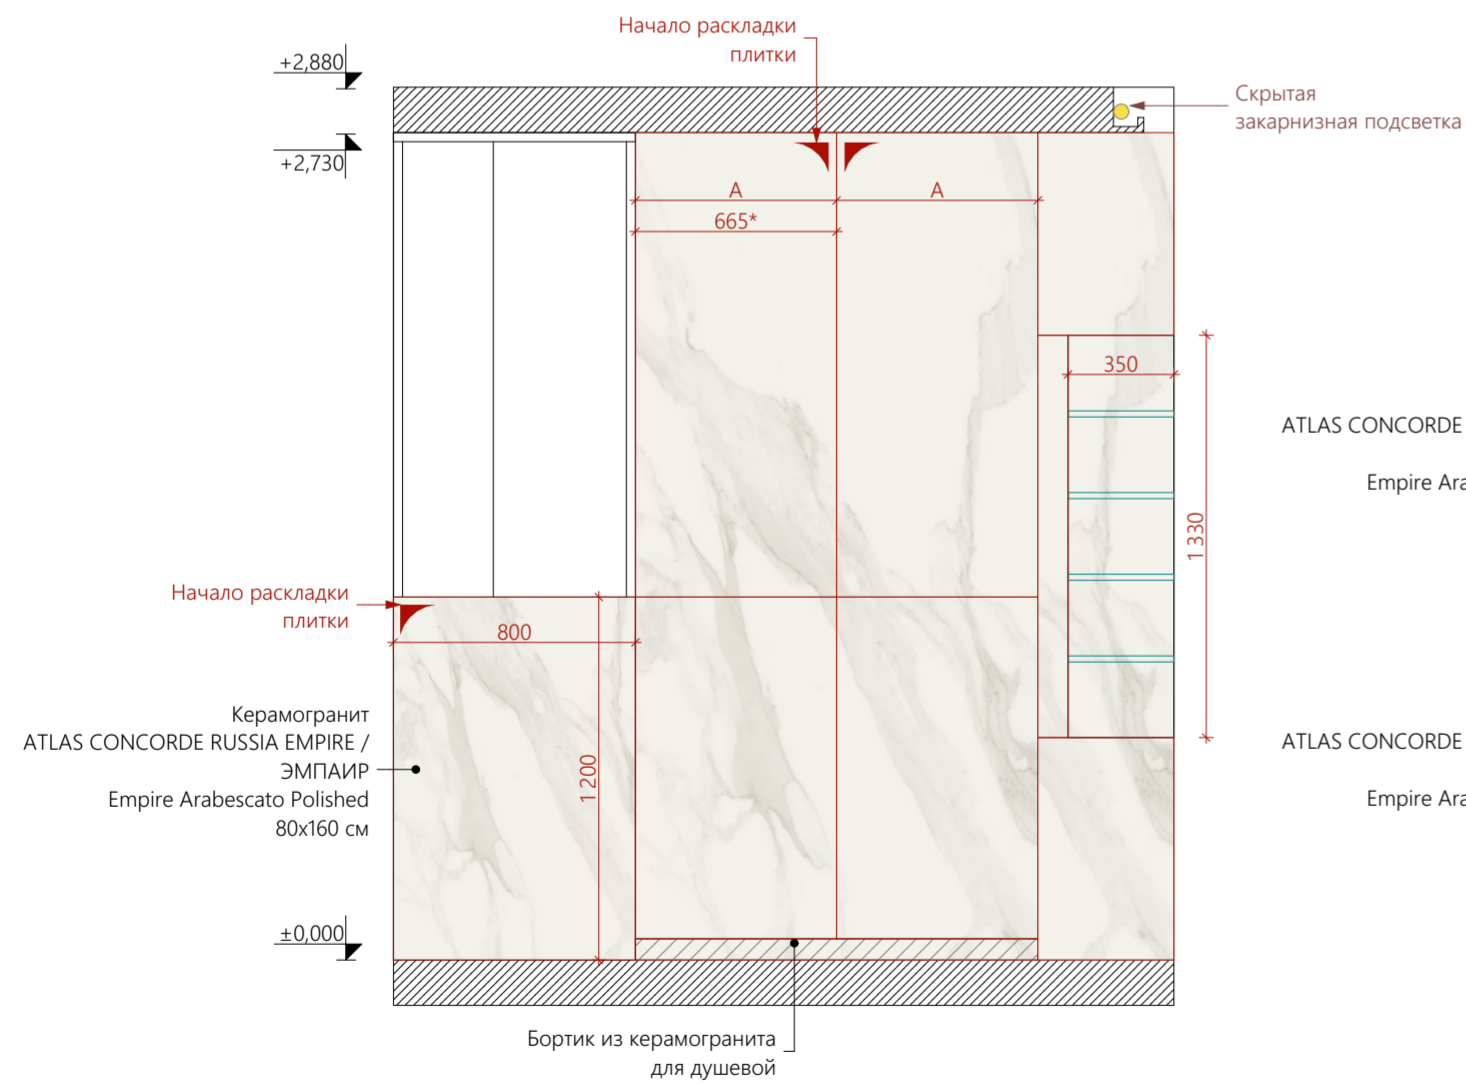 Начало раскладки
плитки
+2,880
Скрытая
закарнизная подсветка
+2,730
A
A
665*
350
ATLAS CONCORDE
Empire Ara
1330
Начало раскладки
плитки
800
Керамогранит
ATLAS CONCORDE RUSSIA EMPIRE /
ЭМПАИР
Empire Arabescato Polished
80x160 см
1200
ATLAS CONCORDE
Empire Ara
±0,000
Бортик из керамогранита
для душевой